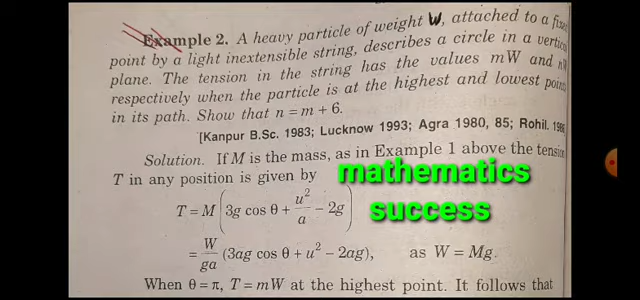 Example 2. A heavy particle of weight W, attached to a fixed
point by a light inextensible string, describes a circle in a vertical
plane. The tension in the string has the values mW and nW
respectively when the particle is at the highest and lowest points
in its path. Show that n = m + 6.
[Kanpur B.Sc. 1983; Lucknow 1993; Agra 1980, 85; Rohil.
Solution. If M is the mass, as in Example 1 above the tension
T in any position is given by
mathematics
success
T = M (3g cos θ + u²/a − 2g)
= W/ga (3ag cos θ + u² − 2ag), as W = Mg.
When θ = π, T = mW at the highest point. It follows that